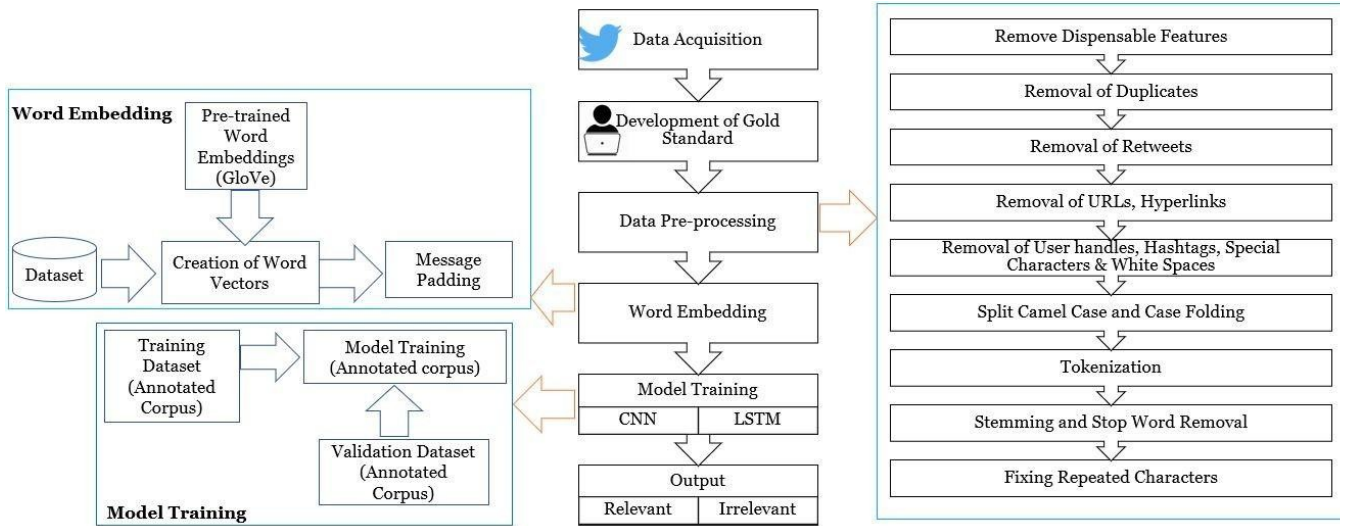 Word Embedding
Pre-trained
Word
Embeddings
(GloVe)
Dataset
Creation of Word
Vectors
Message
Padding
Training
Dataset
(Annotated
Corpus)
Model Training
(Annotated corpus)
Validation Dataset
(Annotated
Corpus)
Model Training
Data Acquisition
Development of Gold
Standard
Data Pre-processing
Word Embedding
Model Training
CNN
LSTM
Output
Relevant
Irrelevant
Remove Dispensable Features
Removal of Duplicates
Removal of Retweets
Removal of URLs, Hyperlinks
Removal of User handles, Hashtags, Special
Characters & White Spaces
Split Camel Case and Case Folding
Tokenization
Stemming and Stop Word Removal
Fixing Repeated Characters